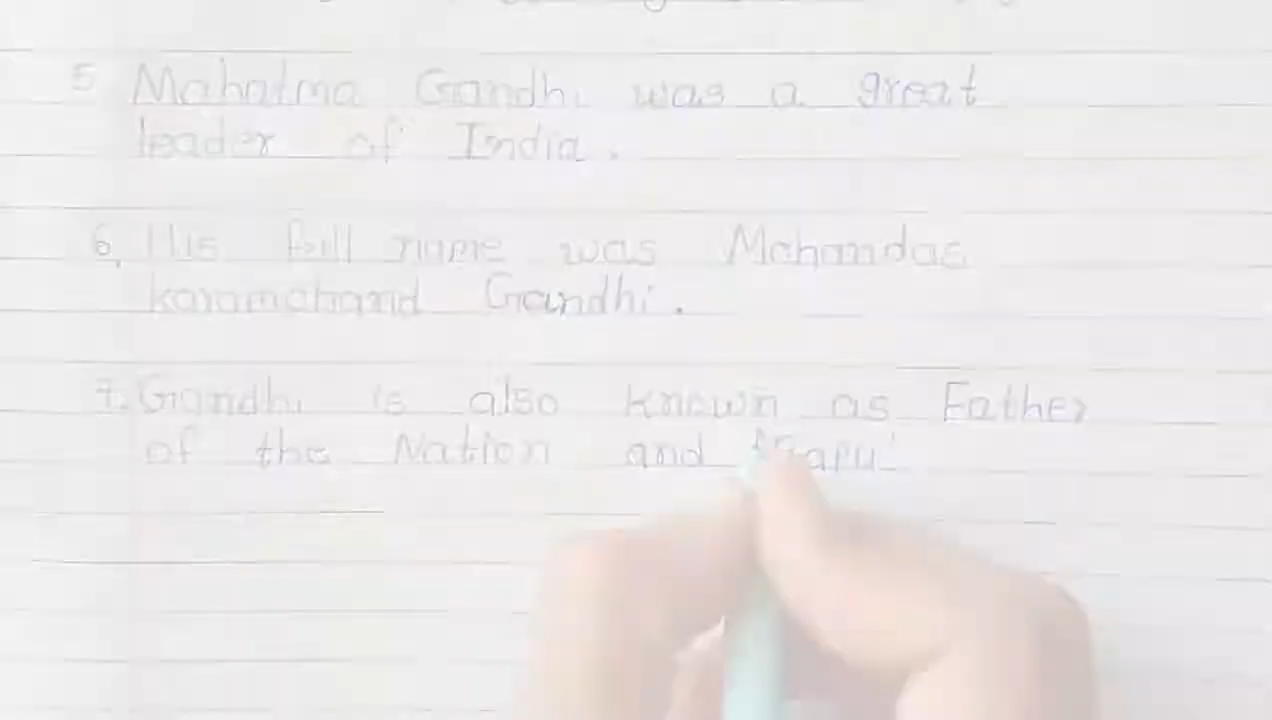 5 Mahatma Gandhi was a great
leader of India.
6. His full name was Mohandas
karamchand Gandhi.
7. Gandhi is also known as Father
of the Nation and 'Bapu'